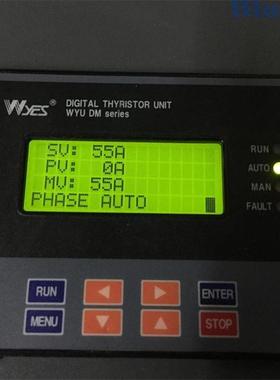 WYES®
DIGITAL THYRISTOR UNIT
WYU DM series
SV: 55A
PV: 0A
MV: 55A
PHASE AUTO
RUN
AUTO
MAN
FAULT
RUN
ENTER
MENU
STOP